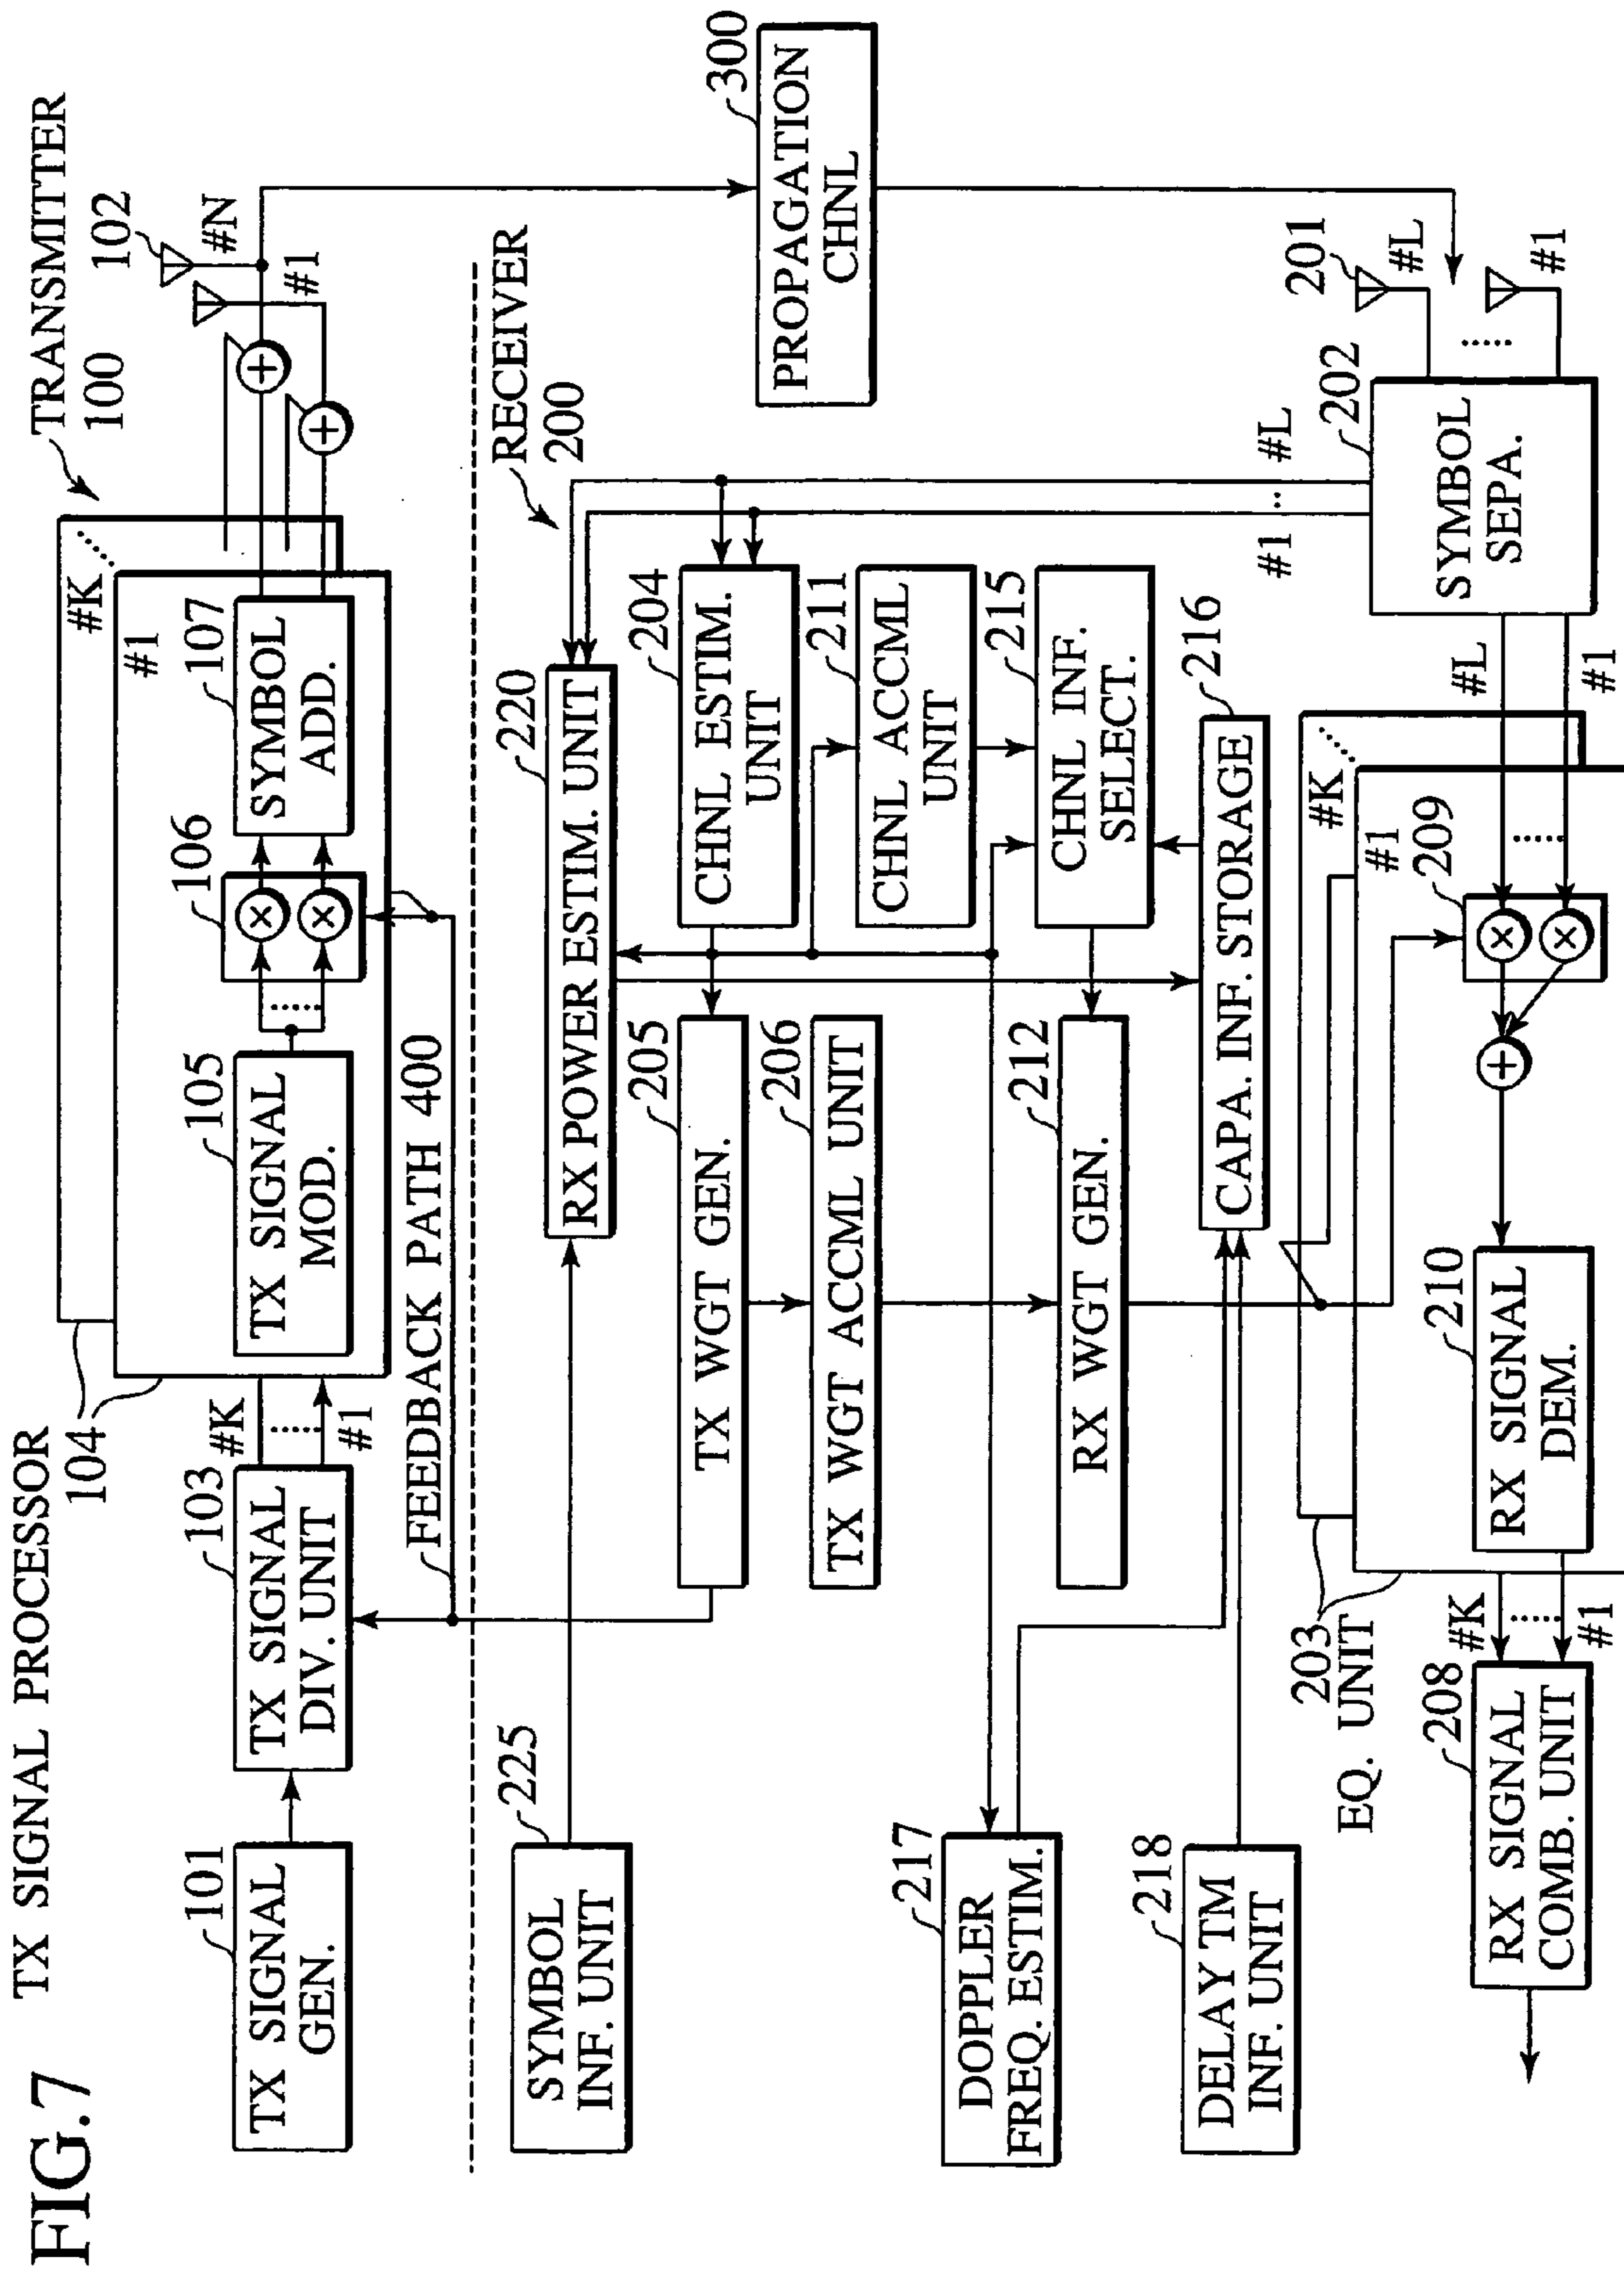 FIG.7
TX SIGNAL PROCESSOR
TRANSMITTER
100
104
#K
#1
TX SIGNAL
GEN.
101
TX SIGNAL
DIV. UNIT
103
#K
#1
TX SIGNAL
MOD.
105
106
SYMBOL
ADD.
107
102
#N
#1
FEEDBACK PATH 400
RECEIVER
200
PROPAGATION
CHNL
300
SYMBOL
INF. UNIT
225
RX POWER ESTIM. UNIT
220
TX WGT GEN.
205
CHNL ESTIM.
UNIT
204
TX WGT ACCML UNIT
206
CHNL ACCML
UNIT
211
DOPPLER
FREQ. ESTIM.
217
RX WGT GEN.
212
CHNL INF.
SELECT.
215
DELAY TM
INF. UNIT
218
CAPA. INF. STORAGE
216
#1
#L
201
#L
#1
SYMBOL
SEPA.
202
#L
#1
203
EQ. UNIT
#K
#1
209
RX SIGNAL
DEM.
210
#K
#1
RX SIGNAL
COMB. UNIT
208